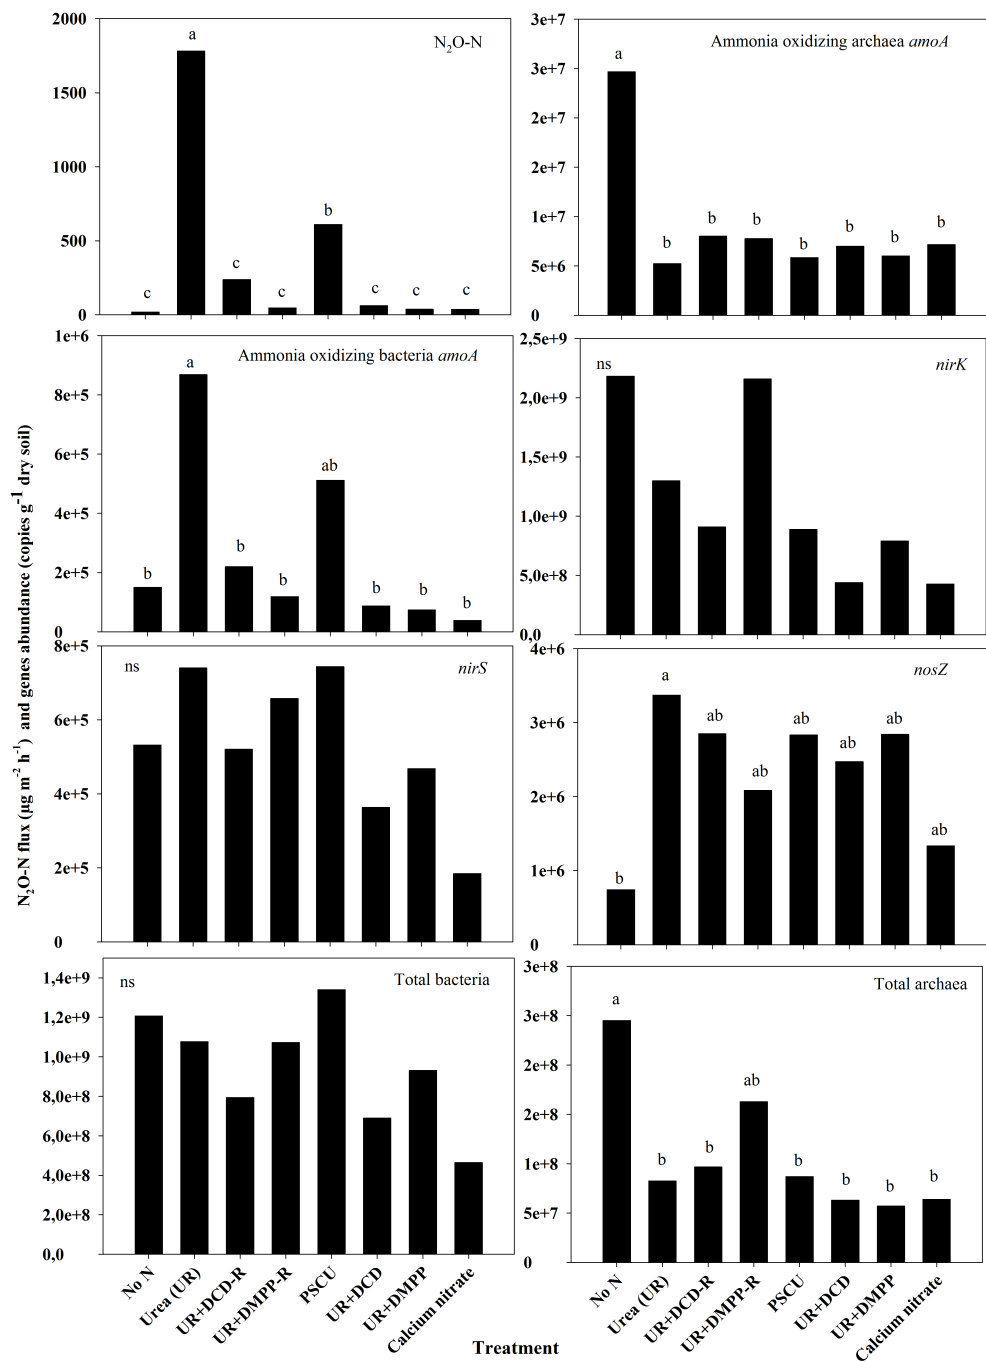 N₂O-N flux (µg m⁻² h⁻¹) and genes abundance (copies g⁻¹ dry soil)
N₂O-N
2000
1500
1000
500
0
a
b
c
c
c
c
c
c
Ammonia oxidizing archaea amoA
3e+7
3e+7
2e+7
2e+7
1e+7
5e+6
0
a
b
b
b
b
b
b
b
Ammonia oxidizing bacteria amoA
1e+6
8e+5
6e+5
4e+5
2e+5
0
b
a
b
b
ab
b
b
b
nirK
ns
2,5e+9
2,0e+9
1,5e+9
1,0e+9
5,0e+8
0,0
nirS
ns
8e+5
6e+5
4e+5
2e+5
0
nosZ
4e+6
3e+6
2e+6
1e+6
0
b
a
ab
ab
ab
ab
ab
ab
Total bacteria
ns
1,4e+9
1,2e+9
1,0e+9
8,0e+8
6,0e+8
4,0e+8
2,0e+8
0,0
No N
Urea (UR)
UR+DCD-R
UR+DMPP-R
PSCU
UR+DCD
UR+DMPP
Calcium nitrate
Total archaea
3e+8
3e+8
2e+8
2e+8
1e+8
5e+7
0
a
b
b
ab
b
b
b
b
No N
Urea (UR)
UR+DCD-R
UR+DMPP-R
PSCU
UR+DCD
UR+DMPP
Calcium nitrate
Treatment